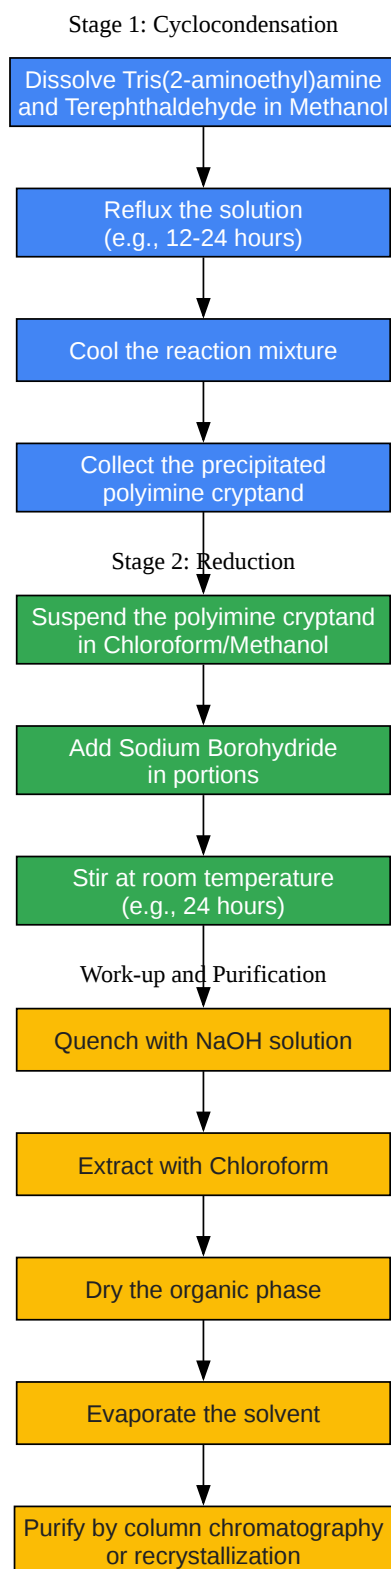 Stage 1: Cyclocondensation
Dissolve Tris(2-aminoethyl)amine
and Terephthaldehyde in Methanol
Reflux the solution
(e.g., 12-24 hours)
Cool the reaction mixture
Collect the precipitated
polyimine cryptand
Stage 2: Reduction
Suspend the polyimine cryptand
in Chloroform/Methanol
Add Sodium Borohydride
in portions
Stir at room temperature
(e.g., 24 hours)
Work-up and Purification
Quench with NaOH solution
Extract with Chloroform
Dry the organic phase
Evaporate the solvent
Purify by column chromatography
or recrystallization